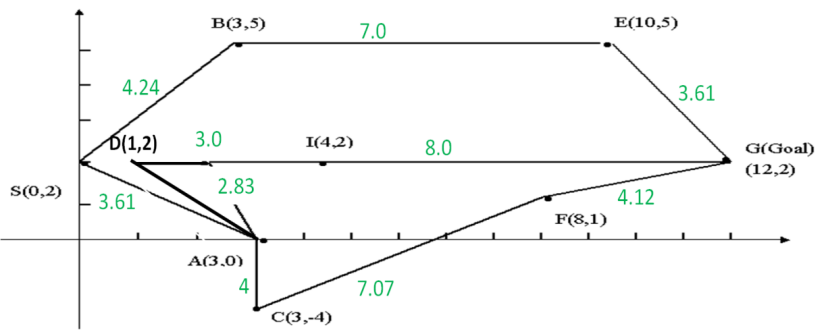 B(3,5)
7.0
E(10,5)
4.24
3.61
D(1,2)
3.0
I(4,2)
8.0
G(Goal)
(12,2)
S(0,2)
3.61
2.83
4.12
F(8,1)
A(3,0)
4
7.07
C(3,-4)